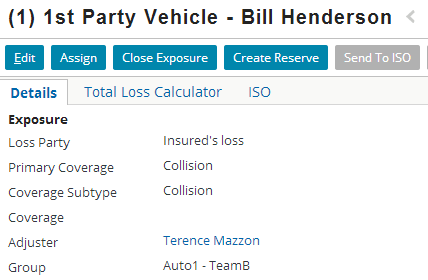 (1) 1st Party Vehicle - Bill Henderson <
Edit Assign Close Exposure Create Reserve Send To ISO
Details Total Loss Calculator ISO
Exposure
Loss Party Insured's loss
Primary Coverage Collision
Coverage Subtype Collision
Coverage
Adjuster Terence Mazzon
Group Auto1 - TeamB